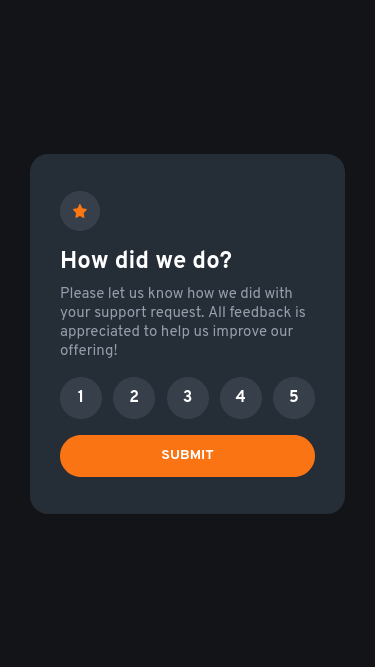 How did we do?
Please let us know how we did with
your support request. All feedback is
appreciated to help us improve our
offering!
1 2 3 4 5
SUBMIT